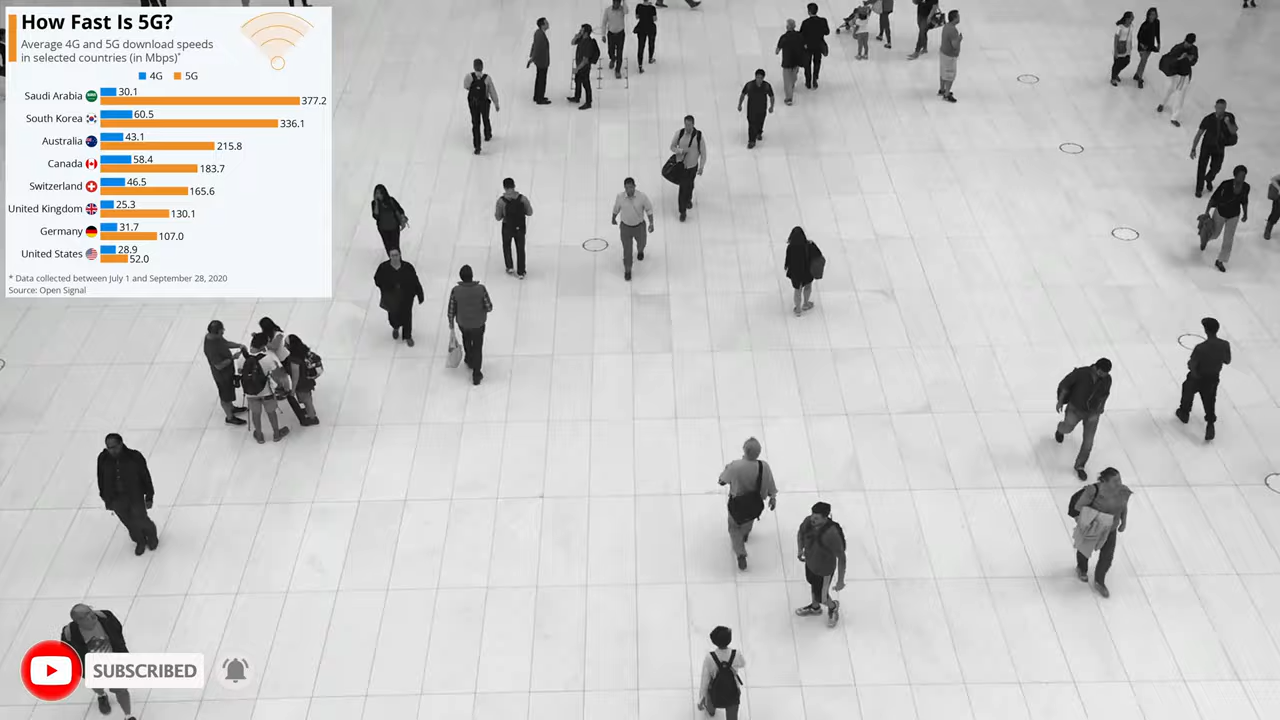 How Fast Is 5G?
Average 4G and 5G download speeds
in selected countries (in Mbps)*
4G 5G
Saudi Arabia 30.1 377.2
South Korea 60.5 336.1
Australia 43.1 215.8
Canada 58.4 183.7
Switzerland 46.5 165.6
United Kingdom 25.3 130.1
Germany 31.7 107.0
United States 28.9 52.0
* Data collected between July 1 and September 28, 2020
Source: Open Signal
SUBSCRIBED